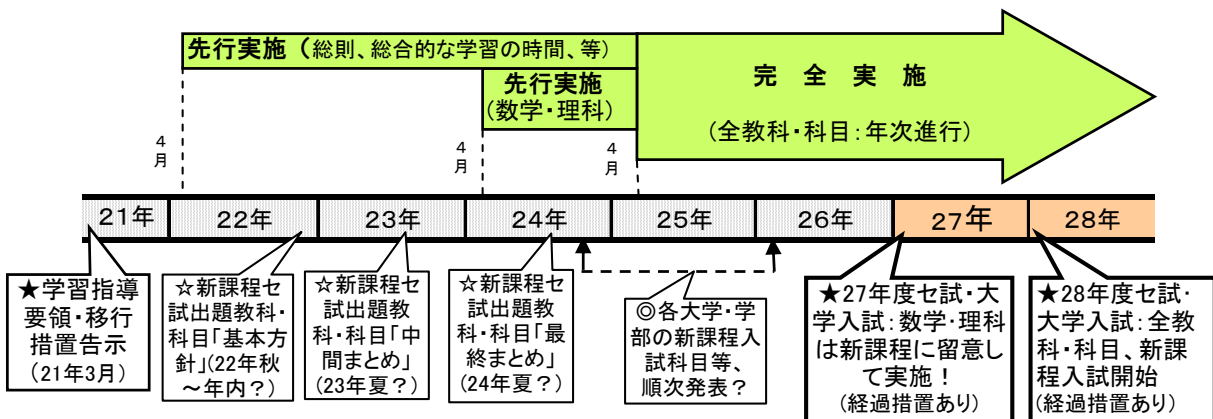 先行実施（総則、総合的な学習の時間、等）
先行実施
(数学・理科)
完　全　実　施
(全教科・科目:年次進行)
4
月
4
月
4
月
21年
22年
23年
24年
25年
26年
27年
28年
★学習指導
要領・移行
措置告示
(21年3月)
☆新課程セ
試出題教科・
科目「基本方
針」(22年秋
～年内？)
☆新課程セ
試出題教
科・科目「中
間まとめ」
(23年夏？)
☆新課程セ
試出題教
科・科目「最
終まとめ」
(24年夏？)
◎各大学・学
部の新課程入
試科目等、
順次発表？
★27年度セ試・大
学入試:数学・理科
は新課程に留意し
て実施！
(経過措置あり)
★28年度セ試・
大学入試:全教
科・科目、新課
程入試開始
(経過措置あり)